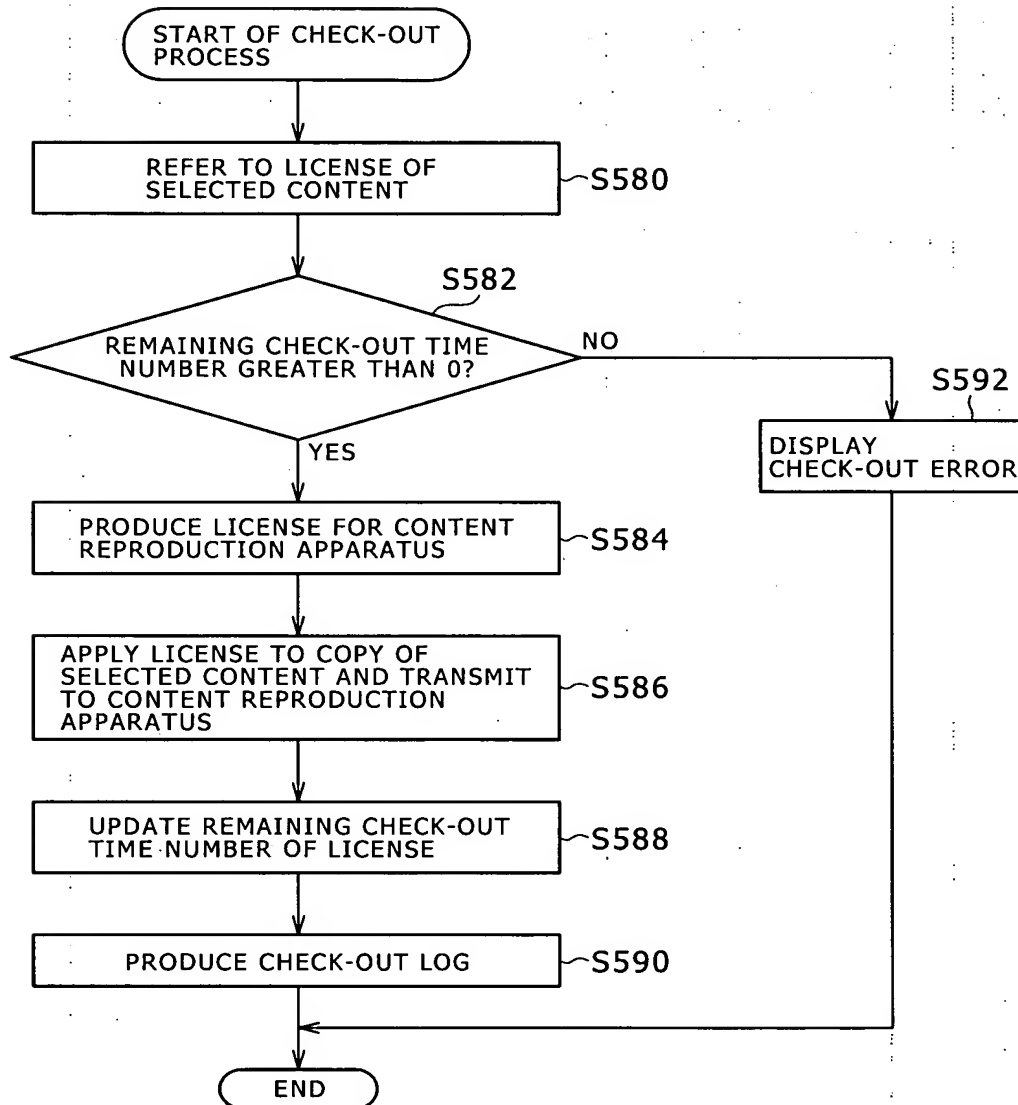 START OF CHECK-OUT
PROCESS
REFER TO LICENSE OF
SELECTED CONTENT
S580
S582
REMAINING CHECK-OUT TIME
NUMBER GREATER THAN 0?
NO
YES
S592
DISPLAY
CHECK-OUT ERROR
PRODUCE LICENSE FOR CONTENT
REPRODUCTION APPARATUS
S584
APPLY LICENSE TO COPY OF
SELECTED CONTENT AND TRANSMIT
TO CONTENT REPRODUCTION
APPARATUS
S586
UPDATE REMAINING CHECK-OUT
TIME NUMBER OF LICENSE
S588
PRODUCE CHECK-OUT LOG
S590
END